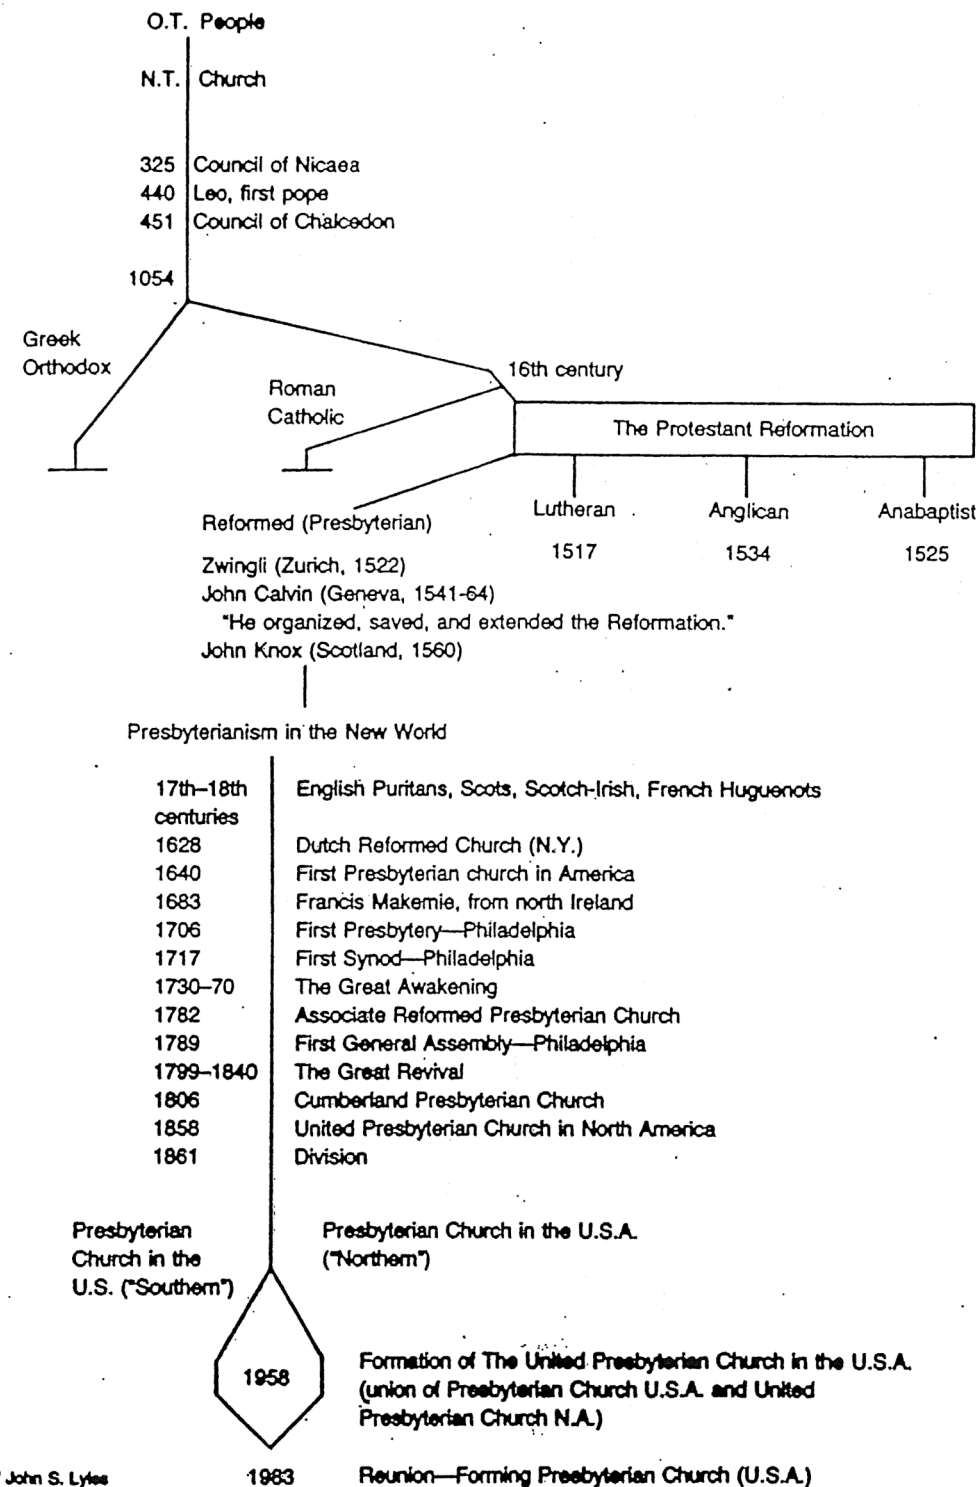 O.T. People
N.T. Church
325 Council of Nicaea
440 Leo, first pope
451 Council of Chalcedon
1054
Greek
Orthodox
16th century
Roman
Catholic
The Protestant Reformation
Lutheran
1517
Anglican
1534
Anabaptist
1525
Reformed (Presbyterian)
Zwingli (Zurich, 1522)
John Calvin (Geneva, 1541-64)
"He organized, saved, and extended the Reformation."
John Knox (Scotland, 1560)
Presbyterianism in the New World
17th–18th English Puritans, Scots, Scotch-Irish, French Huguenots
centuries
1628 Dutch Reformed Church (N.Y.)
1640 First Presbyterian church in America
1683 Francis Makemie, from north Ireland
1706 First Presbytery—Philadelphia
1717 First Synod—Philadelphia
1730–70 The Great Awakening
1782 Associate Reformed Presbyterian Church
1789 First General Assembly—Philadelphia
1799–1840 The Great Revival
1806 Cumberland Presbyterian Church
1858 United Presbyterian Church in North America
1861 Division
Presbyterian
Church in the
U.S. ("Southern")
Presbyterian Church in the U.S.A.
("Northern")
1958
Formation of The United Presbyterian Church in the U.S.A.
(union of Presbyterian Church U.S.A. and United
Presbyterian Church N.A.)
John S. Lyles
1983 Reunion—Forming Presbyterian Church (U.S.A.)